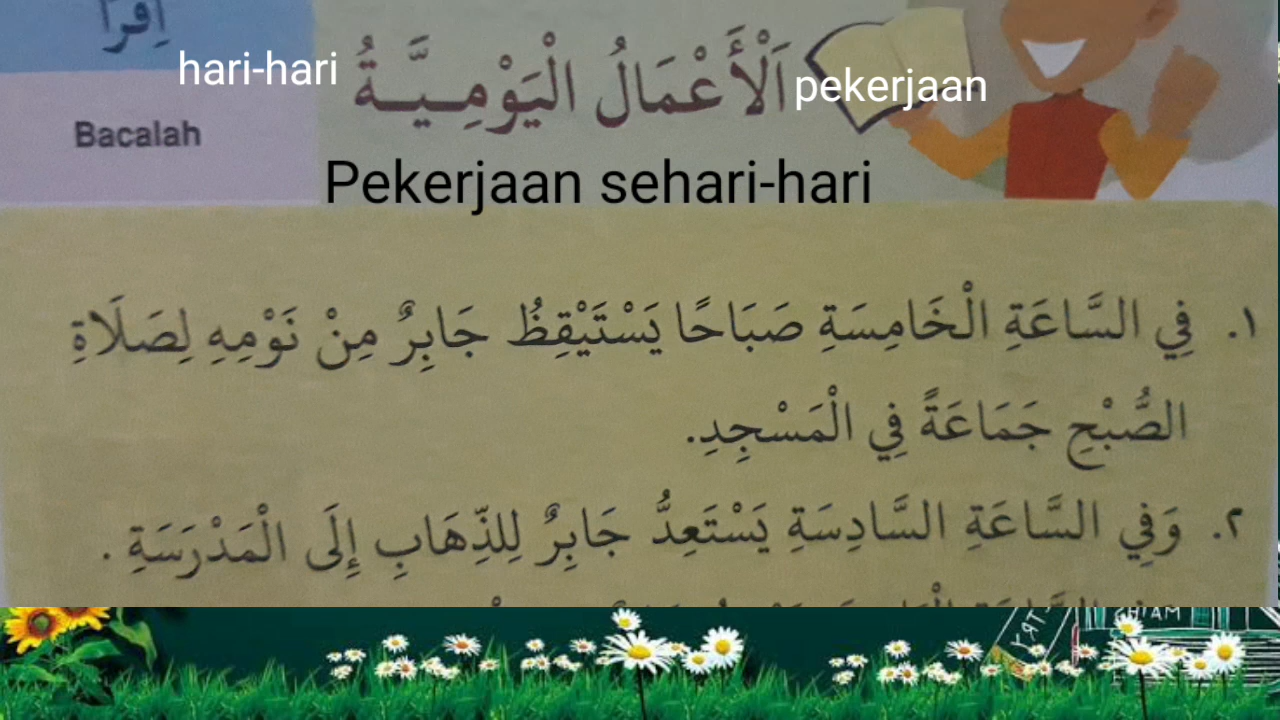 اِقْرَأْ
Bacalah
hari-hari
اَلْأَعْمَالُ الْيَوْمِيَّةُ
pekerjaan
Pekerjaan sehari-hari
١. فِي السَّاعَةِ الْخَامِسَةِ صَبَاحًا يَسْتَيْقِظُ جَابِرٌ مِنْ نَوْمِهِ لِصَلَاةِ
الصُّبْحِ جَمَاعَةً فِي الْمَسْجِدِ.
٢. وَفِي السَّاعَةِ السَّادِسَةِ يَسْتَعِدُّ جَابِرٌ لِلذِّهَابِ إِلَى الْمَدْرَسَةِ .